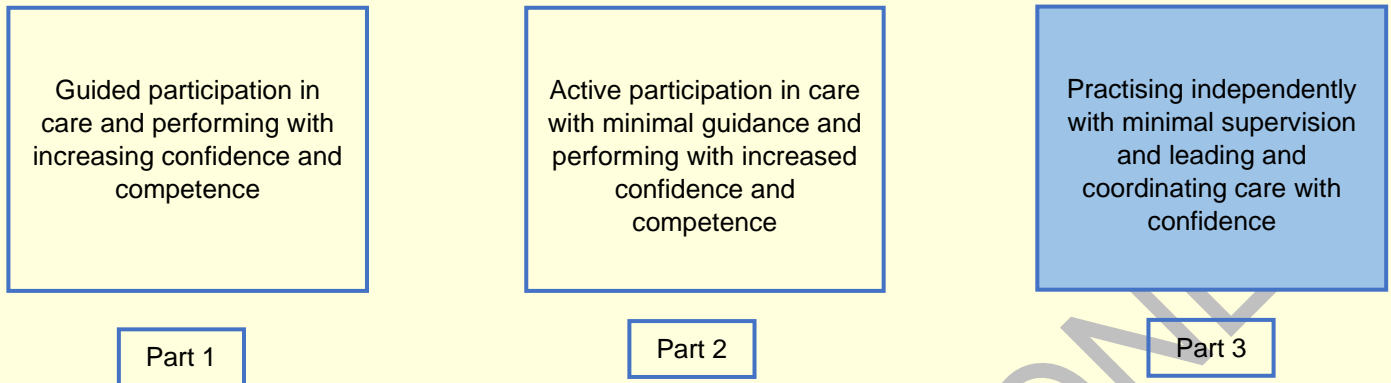 Guided participation in
care and performing with
increasing confidence and
competence
Active participation in care
with minimal guidance and
performing with increased
confidence and
competence
Practising independently
with minimal supervision
and leading and
coordinating care with
confidence
Part 1
Part 2
Part 3